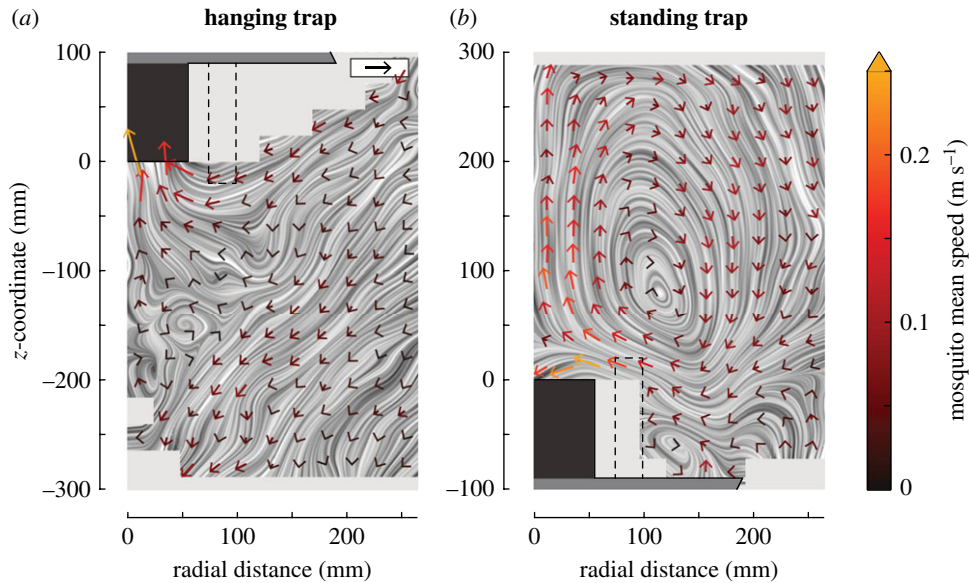 (a) hanging trap
(b) standing trap
100
0
–100
–200
–300
z-coordinate (mm)
0 100 200
radial distance (mm)
300
200
100
0
–100
0 100 200
radial distance (mm)
0.2
0.1
0
mosquito mean speed (m s⁻¹)